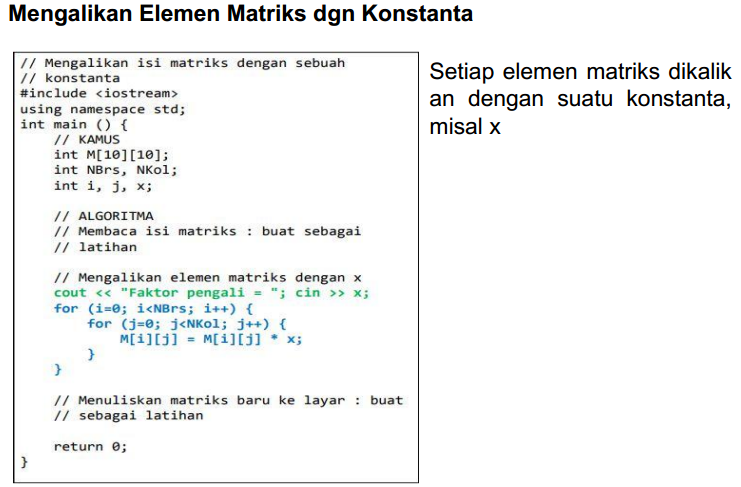 Mengalikan Elemen Matriks dgn Konstanta
// Mengalikan isi matriks dengan sebuah
// konstanta
#include <iostream>
using namespace std;
int main () {
// KAMUS
int M[10][10];
int NBrs, NKol;
int i, j, x;
// ALGORITMA
// Membaca isi matriks : buat sebagai
// latihan
// Mengalikan elemen matriks dengan x
cout << "Faktor pengali = "; cin >> x;
for (i=0; i<NBrs; i++) {
for (j=0; j<NKol; j++) {
M[i][j] = M[i][j] * x;
}
}
// Menuliskan matriks baru ke layar : buat
// sebagai latihan
return 0;
}
Setiap elemen matriks dikalik
an dengan suatu konstanta,
misal x